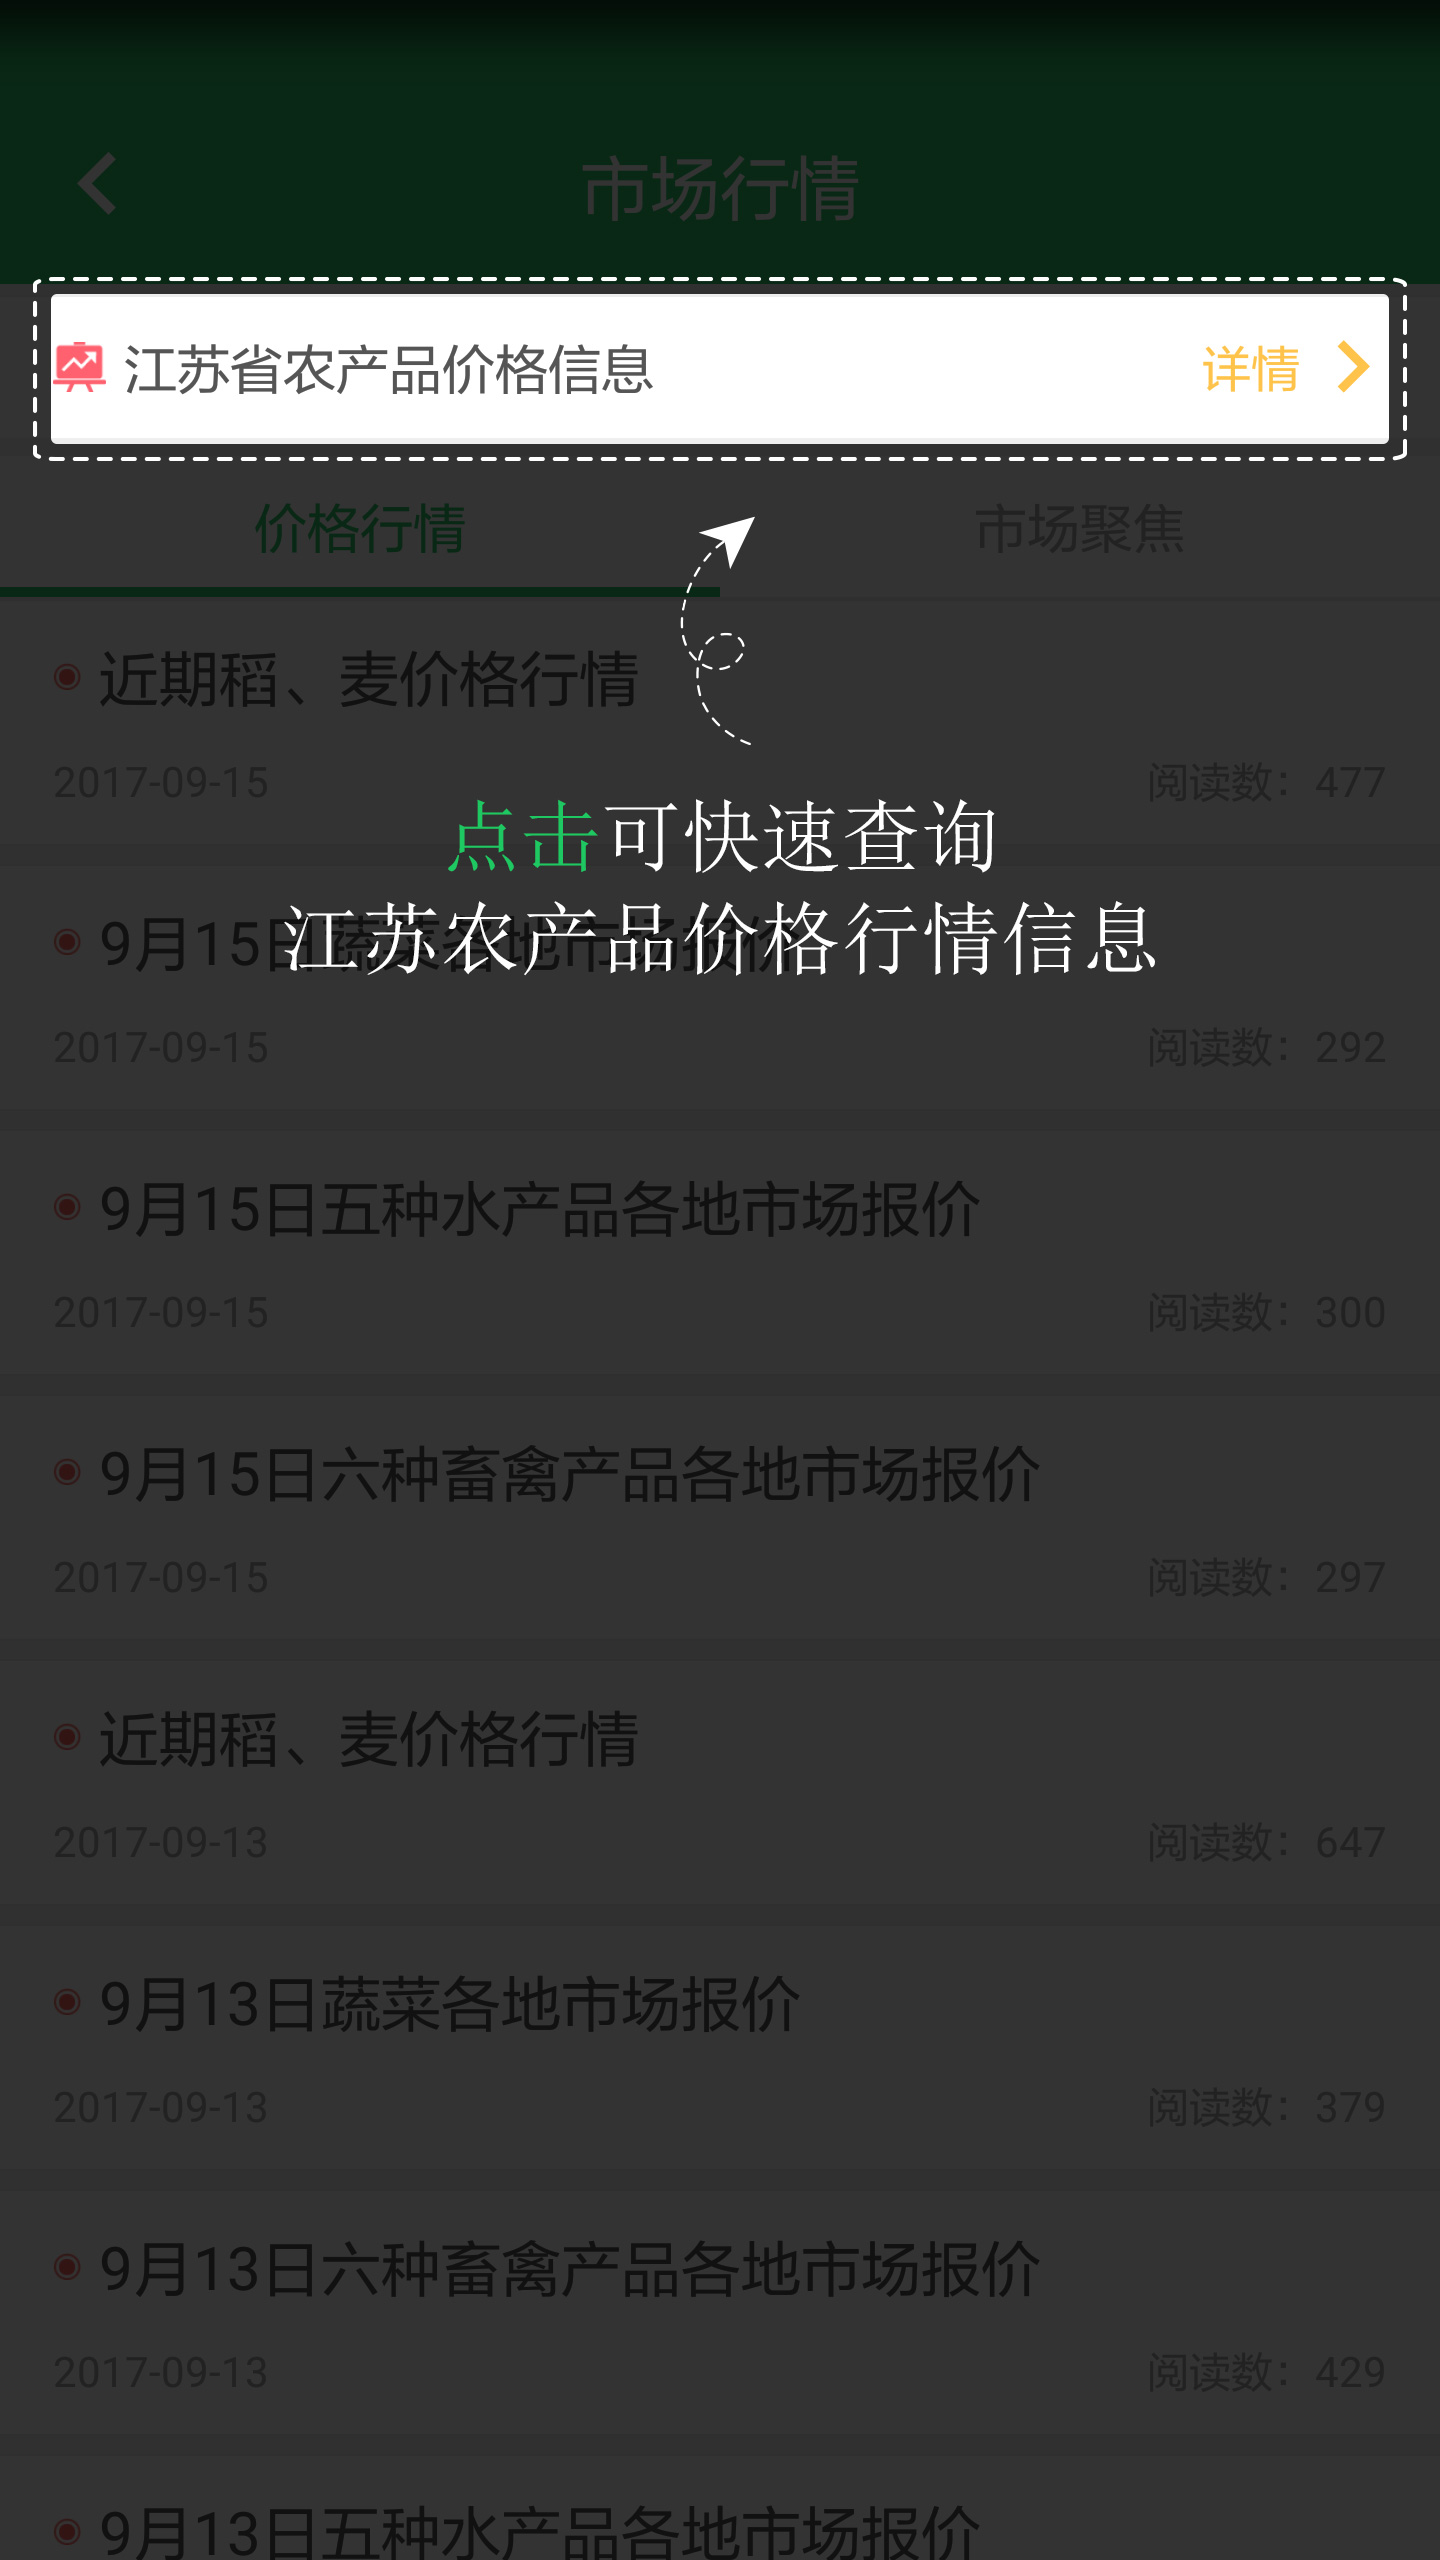 市场行情
江苏省农产品价格信息 详情
价格行情 市场聚焦
近期稻、麦价格行情
2017-09-15 阅读数：477
点击可快速查询
江苏农产品价格行情信息
9月15日蔬菜各地市场报价
2017-09-15 阅读数：292
9月15日五种水产品各地市场报价
2017-09-15 阅读数：300
9月15日六种畜禽产品各地市场报价
2017-09-15 阅读数：297
近期稻、麦价格行情
2017-09-13 阅读数：647
9月13日蔬菜各地市场报价
2017-09-13 阅读数：379
9月13日六种畜禽产品各地市场报价
2017-09-13 阅读数：429
9月13日五种水产品各地市场报价